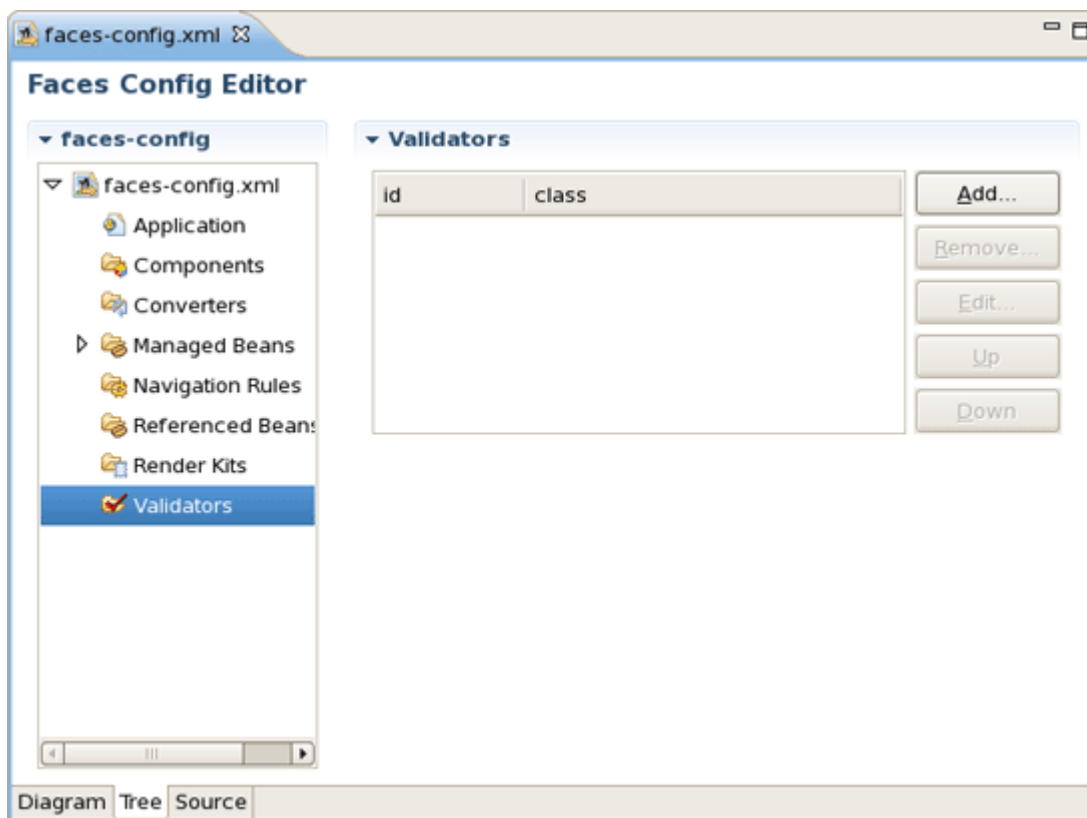 faces-config.xml
Faces Config Editor
faces-config
Validators
faces-config.xml
Application
Components
Converters
Managed Beans
Navigation Rules
Referenced Beans
Render Kits
Validators
id class
Add...
Remove...
Edit...
Up
Down
Diagram Tree Source